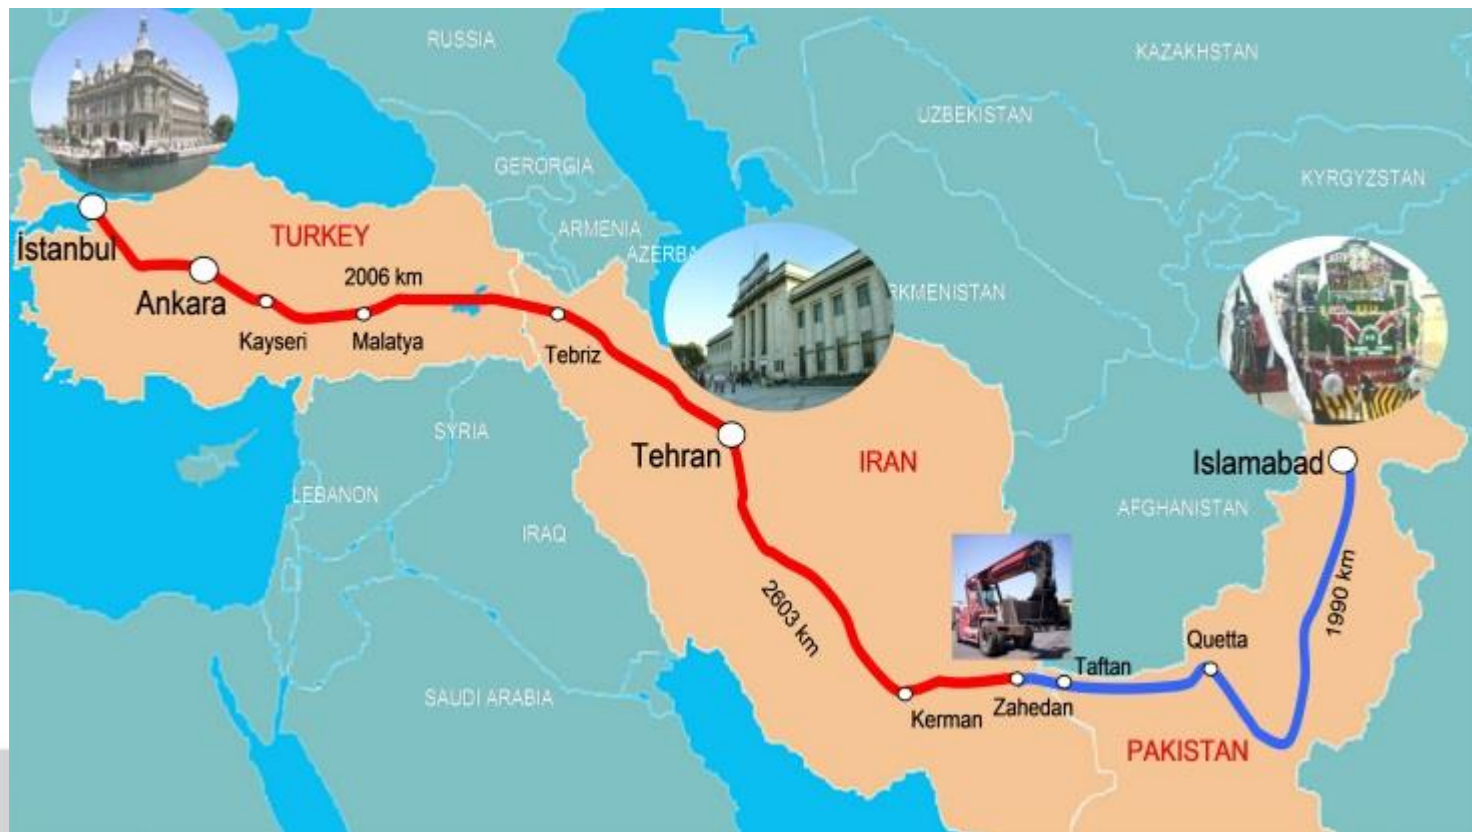 RUSSIA
KAZAKHSTAN
UZBEKISTAN
GERORGIA
KYRGYZSTAN
ARMENIA
TURKEY
İstanbul
AZERBA
2006 km
RKMENISTAN
Ankara
Kayseri
Malatya
Tebriz
SYRIA
Tehran
IRAN
Islamabad
LEBANON
AFGHANISTAN
IRAQ
2603 km
1990 km
Quetta
Taftan
SAUDI ARABIA
Kerman
Zahedan
PAKISTAN